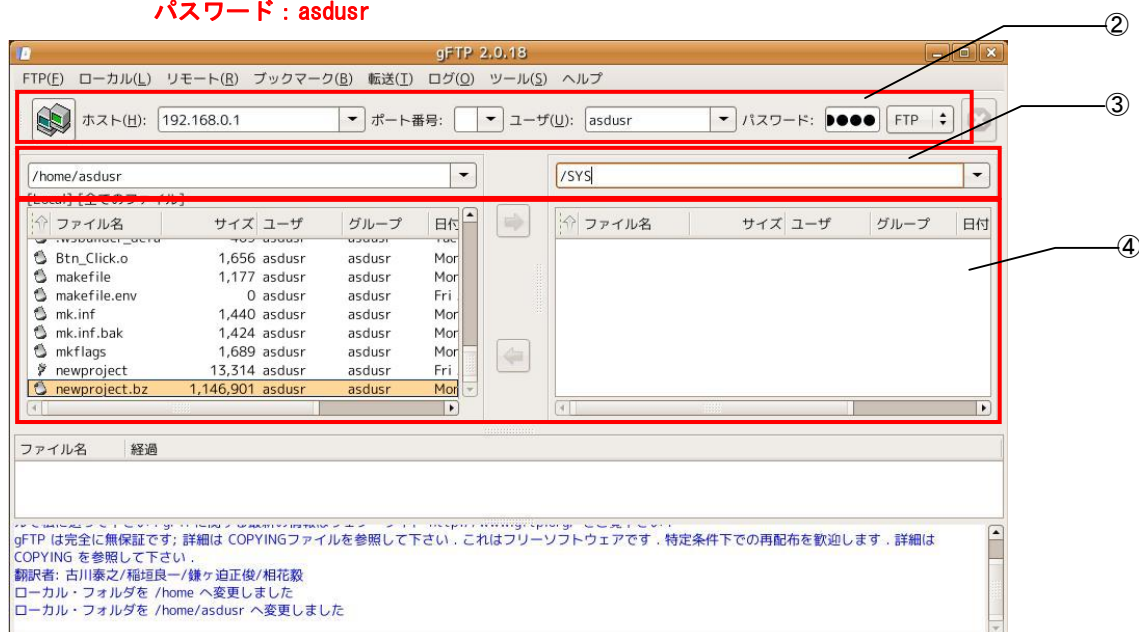 パスワード：asdusr
②
gFTP 2.0.18
FTP(F) ローカル(L) リモート(R) ブックマーク(B) 転送(T) ログ(O) ツール(S) ヘルプ
③
ホスト(H): 192.168.0.1 ポート番号: ユーザ(U): asdusr パスワード: ●●●● FTP
/home/asdusr /SYS
[Local] [全てのファイル]
ファイル名 サイズ ユーザ グループ 日付 ファイル名 サイズ ユーザ グループ 日付
④
Btn_Click.o 1,656 asdusr asdusr Mon
makefile 1,177 asdusr asdusr Mon
makefile.env 0 asdusr asdusr Fri
mk.inf 1,440 asdusr asdusr Mon
mk.inf.bak 1,424 asdusr asdusr Mon
mkflags 1,689 asdusr asdusr Mon
newproject 13,314 asdusr asdusr Fri
newproject.bz 1,146,901 asdusr asdusr Mon
ファイル名 経過
gFTP は完全に無保証です; 詳細は COPYINGファイルを参照して下さい . これはフリーソフトウェアです . 特定条件下での再配布を歓迎します . 詳細は
COPYING を参照して下さい .
翻訳者: 古川泰之/稲垣良一/鎌ヶ迫正俊/相花毅
ローカル・フォルダを /home へ変更しました
ローカル・フォルダを /home/asdusr へ変更しました